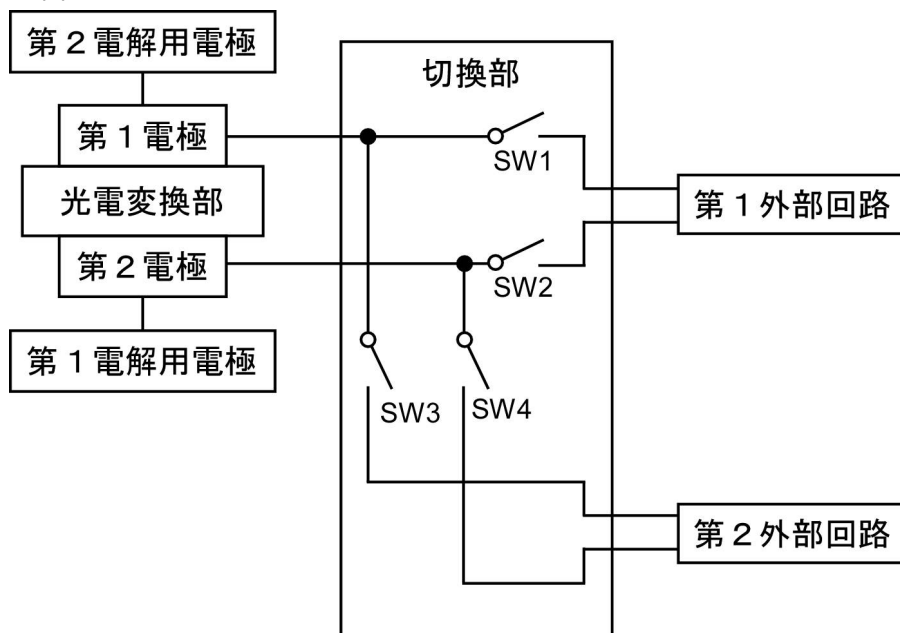 第２電解用電極
切換部
第１電極
SW1
光電変換部
第１外部回路
第２電極
SW2
第１電解用電極
SW3
SW4
第２外部回路